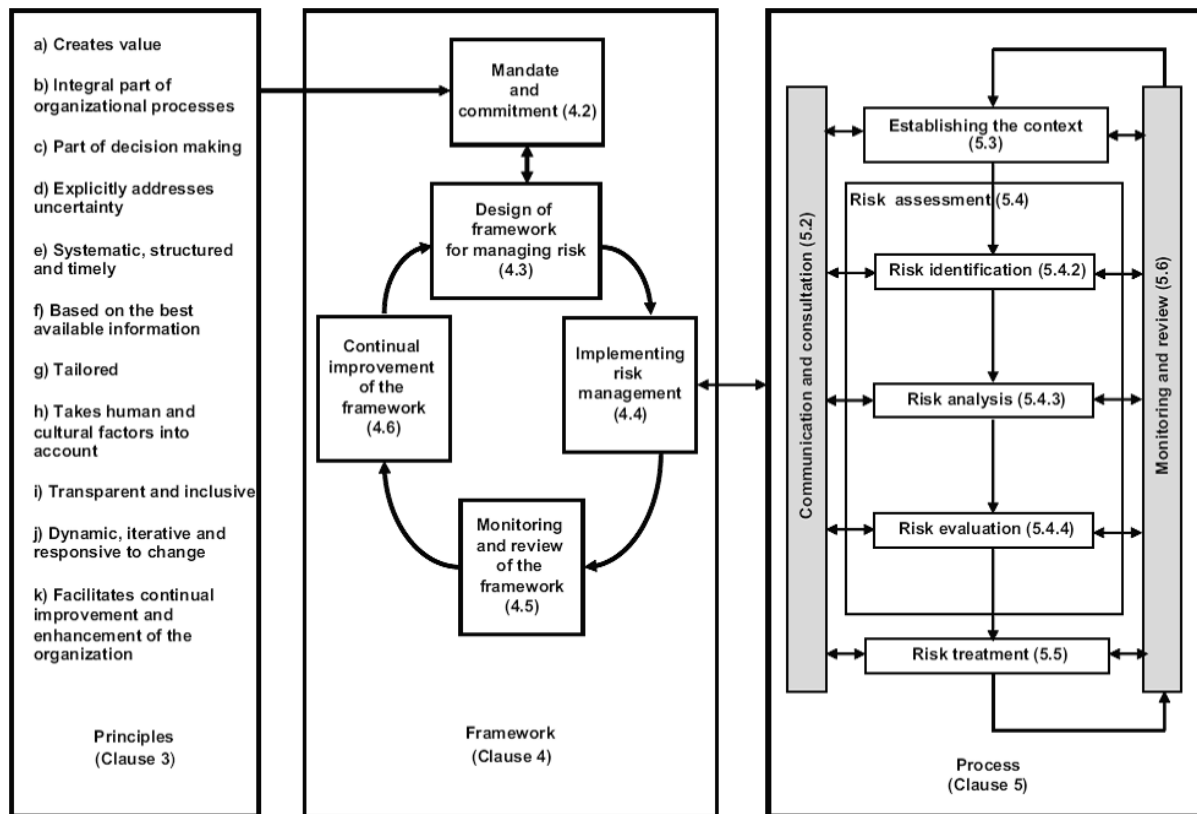 a) Creates value
b) Integral part of
organizational processes
c) Part of decision making
d) Explicitly addresses
uncertainty
e) Systematic, structured
and timely
f) Based on the best
available information
g) Tailored
h) Takes human and
cultural factors into
account
i) Transparent and inclusive
j) Dynamic, iterative and
responsive to change
k) Facilitates continual
improvement and
enhancement of the
organization
Principles
(Clause 3)
Mandate
and
commitment (4.2)
Design of
framework
for managing risk
(4.3)
Continual
improvement
of the
framework
(4.6)
Implementing
risk
management
(4.4)
Monitoring
and review
of the
framework
(4.5)
Framework
(Clause 4)
Communication and consultation (5.2)
Establishing the context
(5.3)
Risk assessment (5.4)
Risk identification (5.4.2)
Risk analysis (5.4.3)
Risk evaluation (5.4.4)
Risk treatment (5.5)
Monitoring and review (5.6)
Process
(Clause 5)